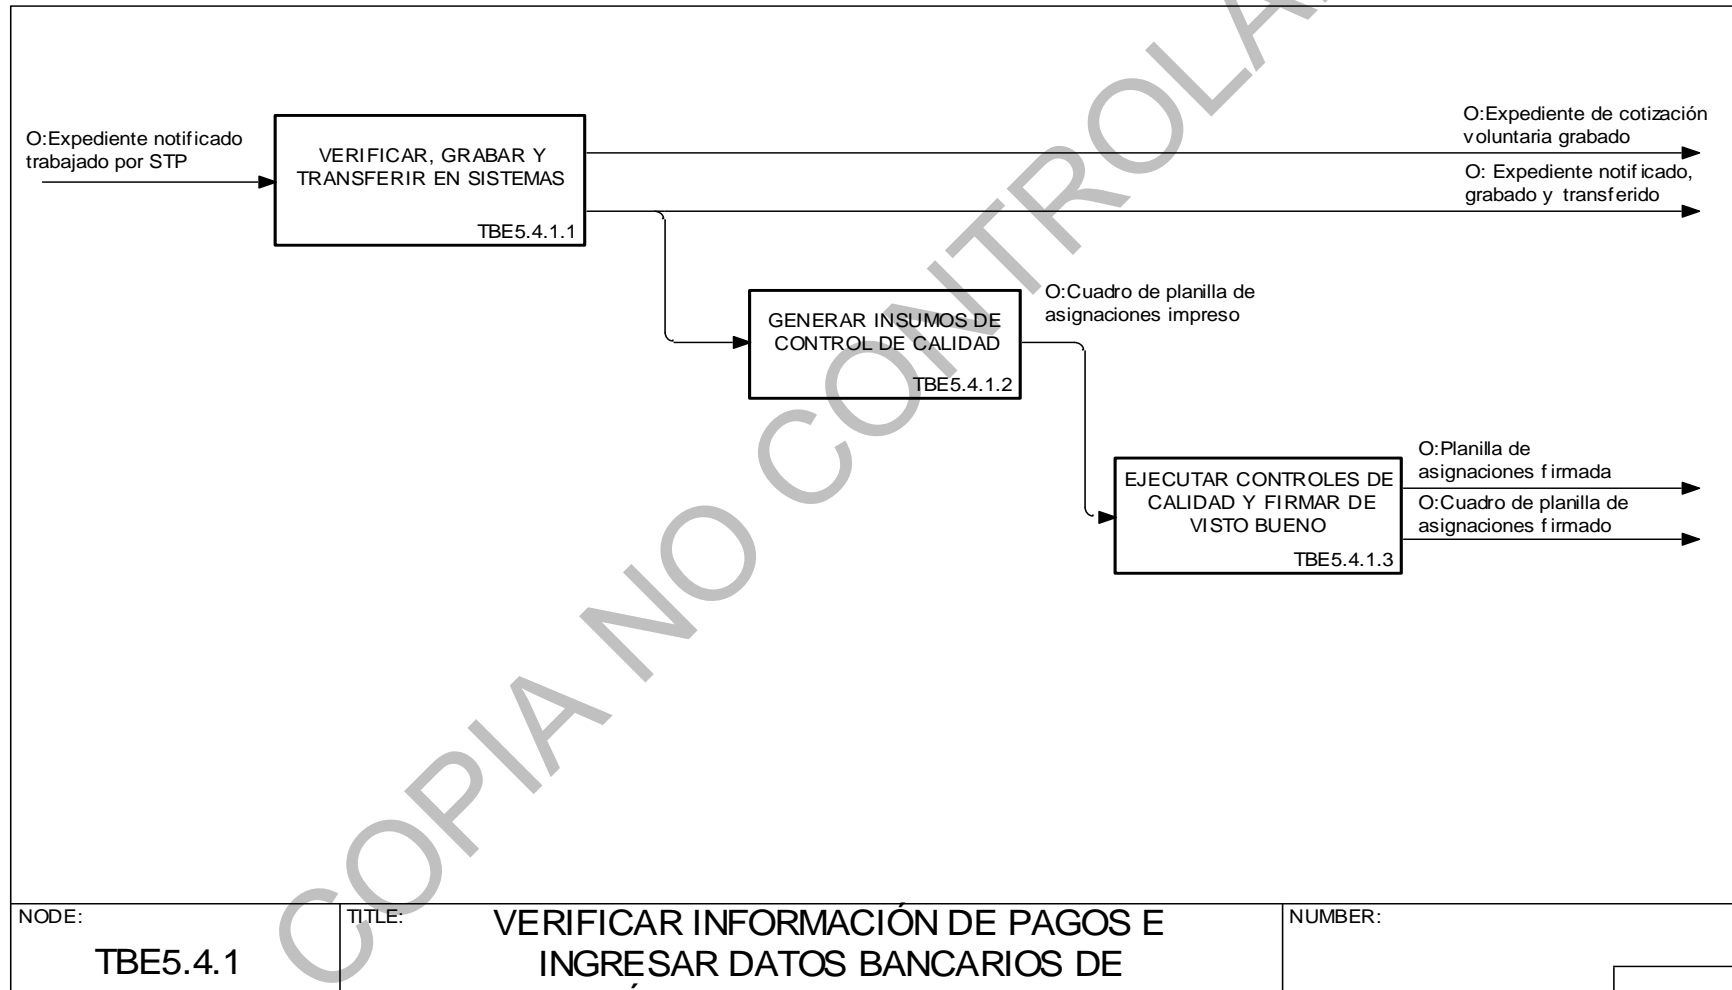 O:Expediente notificado
trabajado por STP
VERIFICAR, GRABAR Y
TRANSFERIR EN SISTEMAS
TBE5.4.1.1
O:Expediente de cotización
voluntaria grabado
O: Expediente notificado,
grabado y transferido
GENERAR INSUMOS DE
CONTROL DE CALIDAD
TBE5.4.1.2
O:Cuadro de planilla de
asignaciones impreso
EJECUTAR CONTROLES DE
CALIDAD Y FIRMAR DE
VISTO BUENO
TBE5.4.1.3
O:Planilla de
asignaciones firmada
O:Cuadro de planilla de
asignaciones firmado
COPIA NO CONTROLA
NODE:
TBE5.4.1
TITLE:
VERIFICAR INFORMACIÓN DE PAGOS E
INGRESAR DATOS BANCARIOS DE
NUMBER: